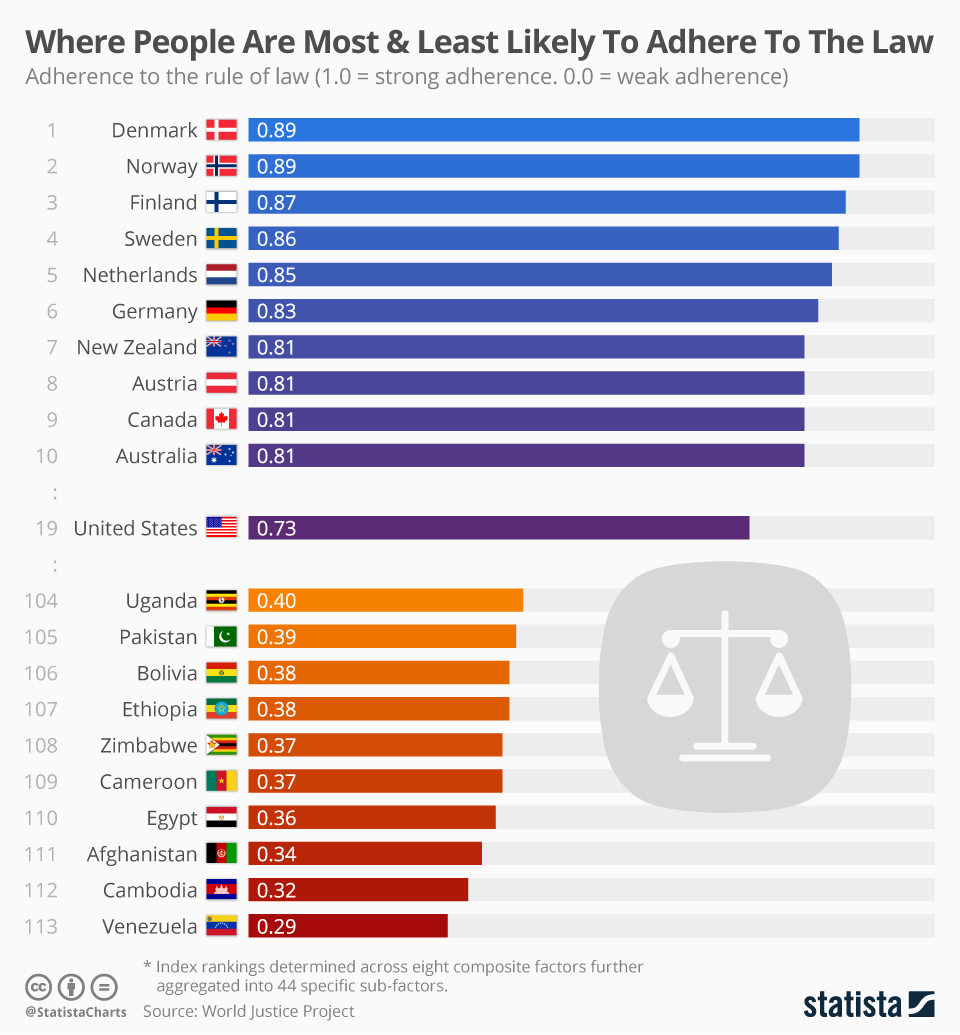 Where People Are Most & Least Likely To Adhere To The Law
Adherence to the rule of law (1.0 = strong adherence. 0.0 = weak adherence)
1 Denmark 0.89
2 Norway 0.89
3 Finland 0.87
4 Sweden 0.86
5 Netherlands 0.85
6 Germany 0.83
7 New Zealand 0.81
8 Austria 0.81
9 Canada 0.81
10 Australia 0.81
:
19 United States 0.73
:
104 Uganda 0.40
105 Pakistan 0.39
106 Bolivia 0.38
107 Ethiopia 0.38
108 Zimbabwe 0.37
109 Cameroon 0.37
110 Egypt 0.36
111 Afghanistan 0.34
112 Cambodia 0.32
113 Venezuela 0.29
* Index rankings determined across eight composite factors further
aggregated into 44 specific sub-factors.
cc
@StatistaCharts Source: World Justice Project
statista